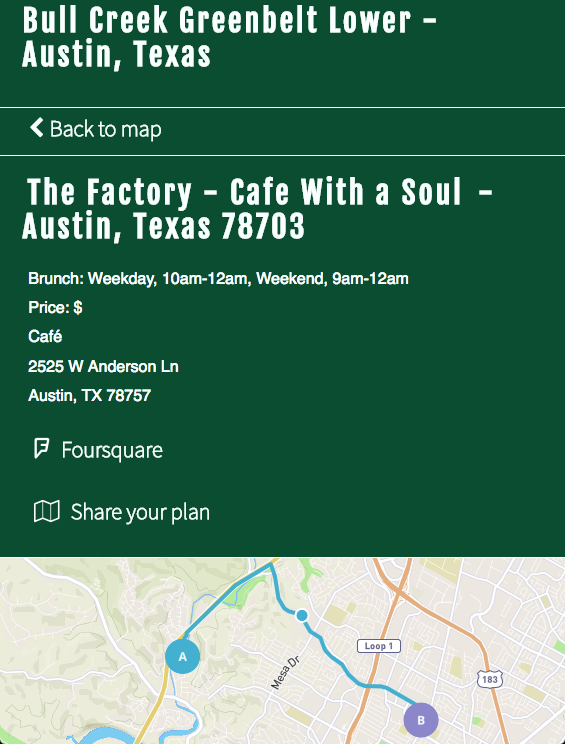 Bull Creek Greenbelt Lower –
Austin, Texas
Back to map
The Factory – Cafe With a Soul –
Austin, Texas 78703
Brunch: Weekday, 10am-12am, Weekend, 9am-12am
Price: $
Café
2525 W Anderson Ln
Austin, TX 78757
Foursquare
Share your plan
Loop 1
A
Mesa Dr
183
B